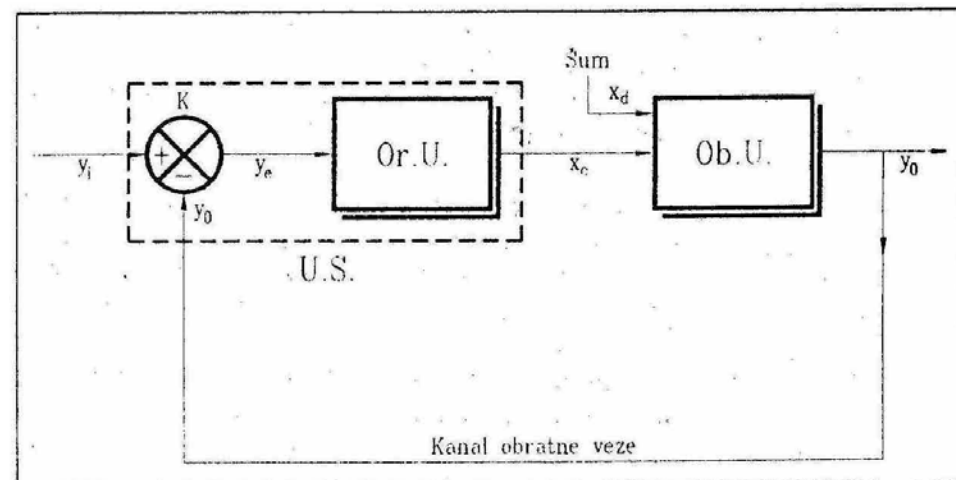 Šum
K
x_d
+
Or.U.
Ob.U.
y_i
y_e
x_c
y_0
−
y_0
U.S.
Kanal obratne veze